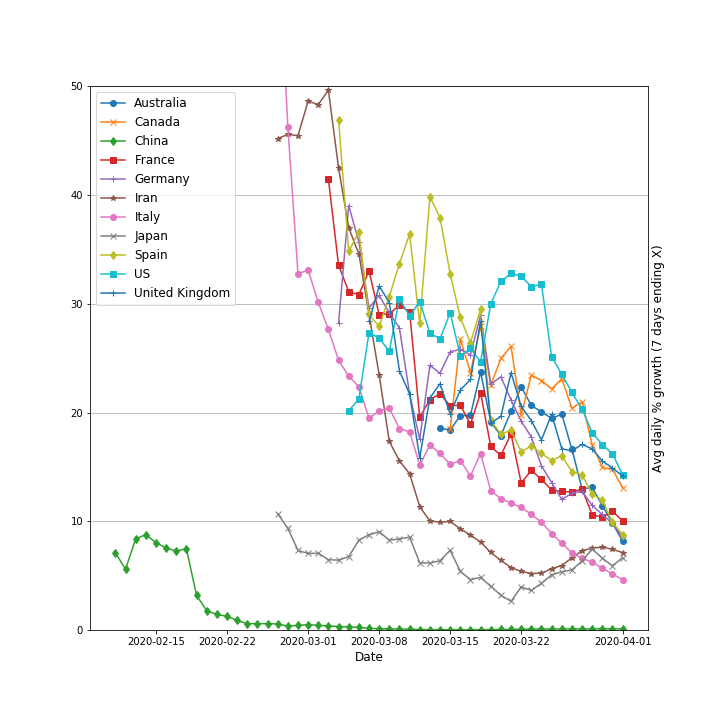 50
40
30
20
10
0
Australia
Canada
China
France
Germany
Iran
Italy
Japan
Spain
US
United Kingdom
Avg daily % growth (7 days ending X)
2020-02-15
2020-02-22
2020-03-01
2020-03-08
2020-03-15
2020-03-22
2020-04-01
Date